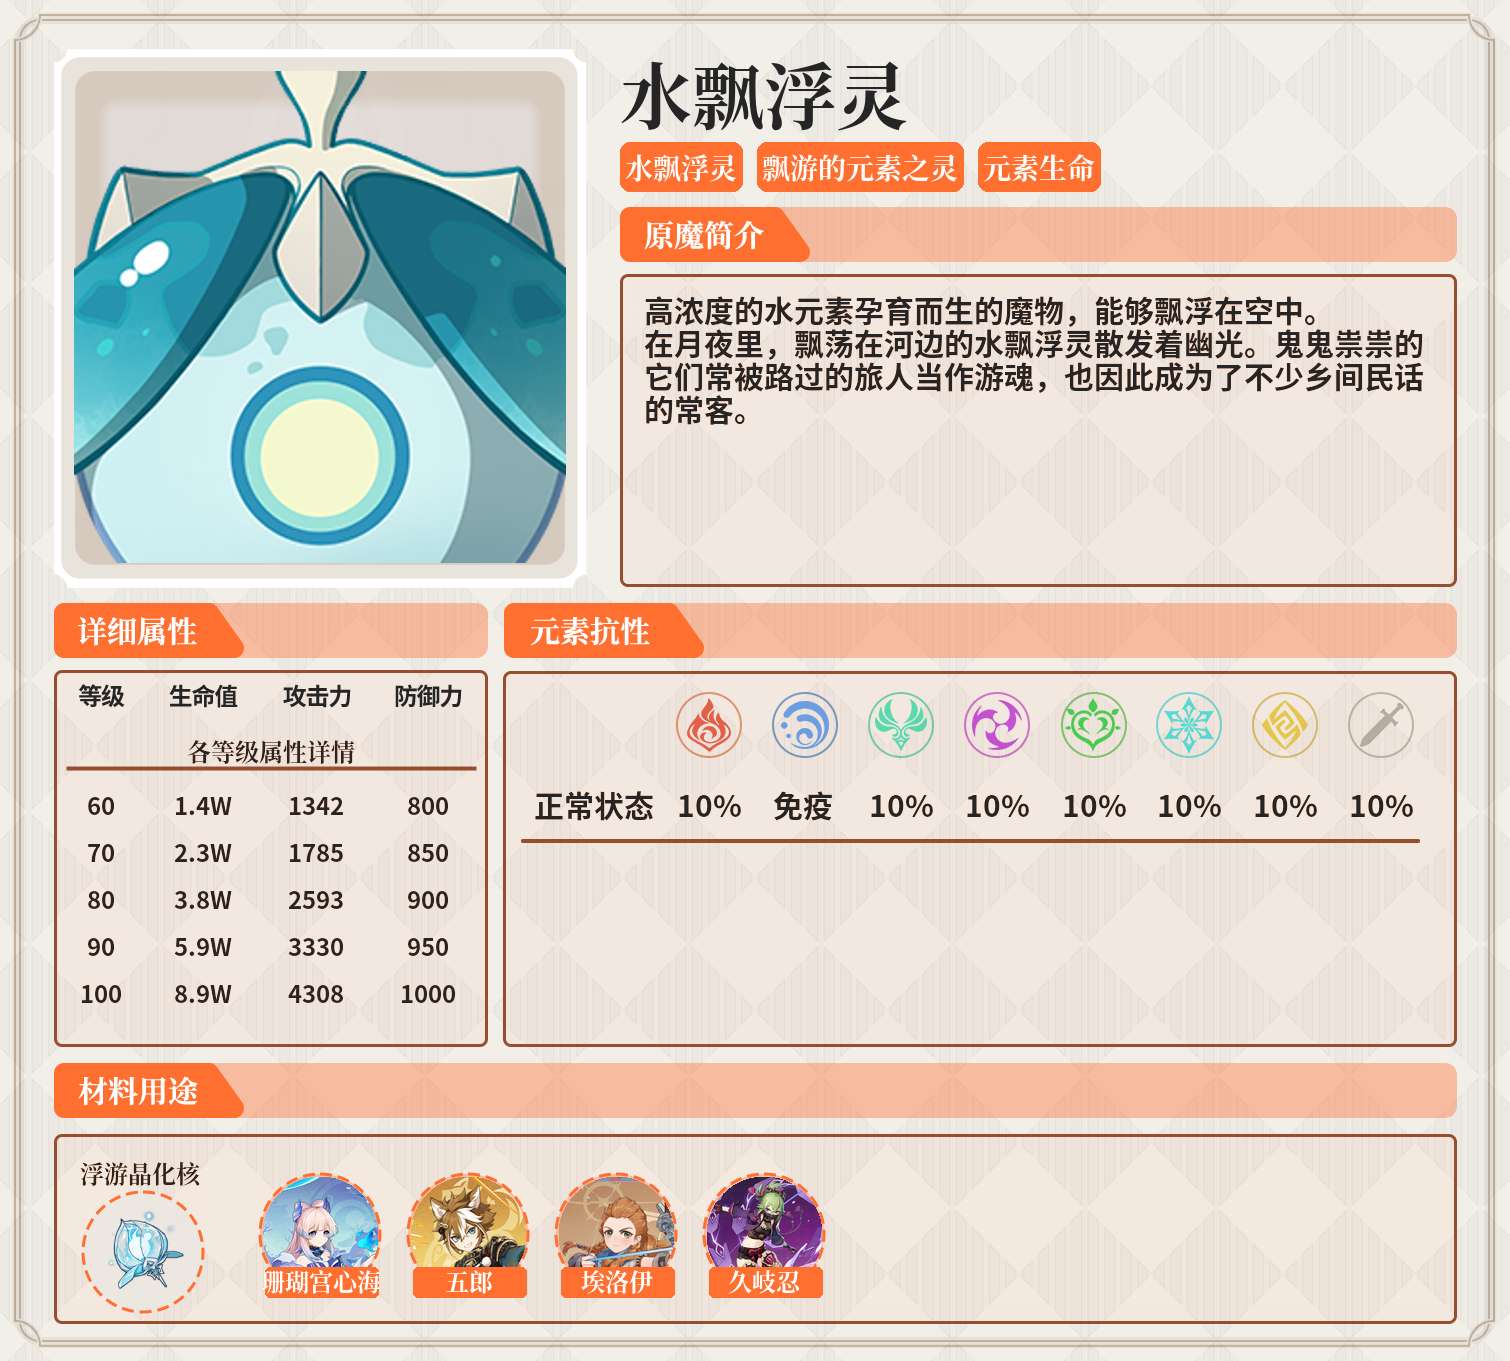 水飘浮灵
水飘浮灵 飘游的元素之灵 元素生命
原魔简介
高浓度的水元素孕育而生的魔物，能够飘浮在空中。
在月夜里，飘荡在河边的水飘浮灵散发着幽光。鬼鬼祟祟的
它们常被路过的旅人当作游魂，也因此成为了不少乡间民话
的常客。
详细属性
等级 生命值 攻击力 防御力
各等级属性详情
60 1.4W 1342 800
70 2.3W 1785 850
80 3.8W 2593 900
90 5.9W 3330 950
100 8.9W 4308 1000
元素抗性
正常状态 10% 免疫 10% 10% 10% 10% 10% 10%
材料用途
浮游晶化核
珊瑚宫心海 五郎 埃洛伊 久岐忍